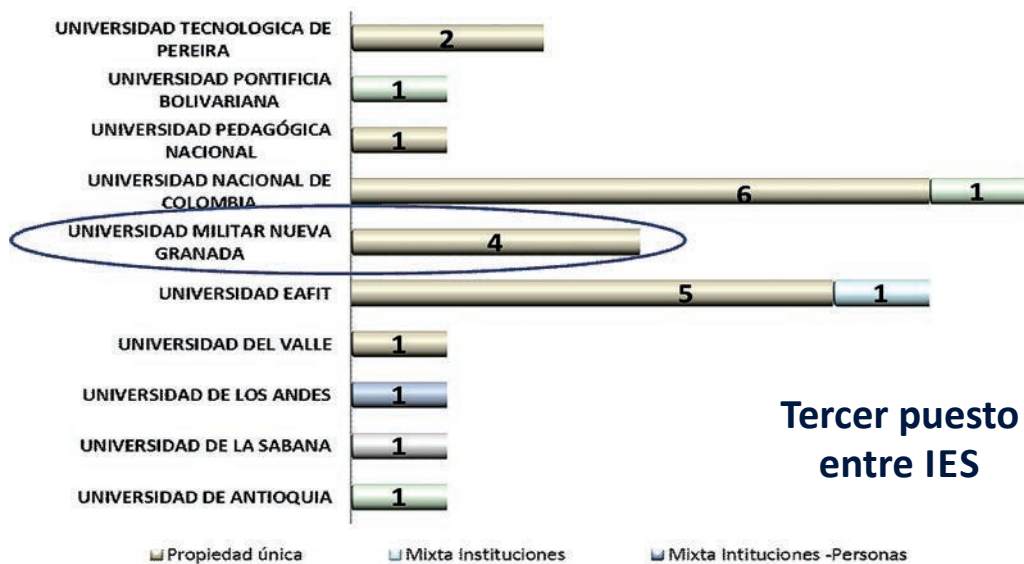 UNIVERSIDAD TECNOLOGICA DE
PEREIRA
2
UNIVERSIDAD PONTIFICIA
BOLIVARIANA
1
UNIVERSIDAD PEDAGÓGICA
NACIONAL
1
UNIVERSIDAD NACIONAL DE
COLOMBIA
6
1
UNIVERSIDAD MILITAR NUEVA
GRANADA
4
UNIVERSIDAD EAFIT
5
1
UNIVERSIDAD DEL VALLE
1
UNIVERSIDAD DE LOS ANDES
1
UNIVERSIDAD DE LA SABANA
1
UNIVERSIDAD DE ANTIOQUIA
1
Tercer puesto
entre IES
Propiedad única
Mixta Instituciones
Mixta Intituciones -Personas